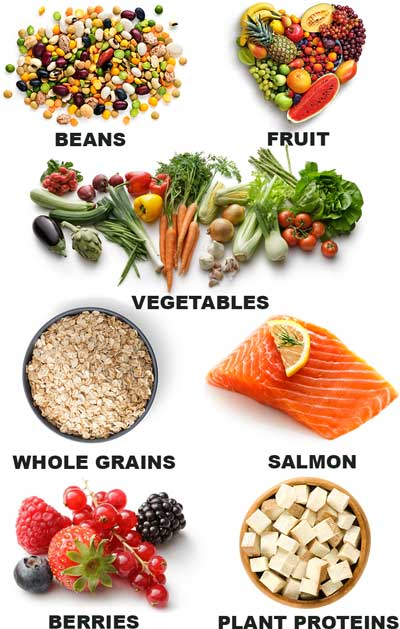 BEANS
FRUIT
VEGETABLES
WHOLE GRAINS
SALMON
BERRIES
PLANT PROTEINS